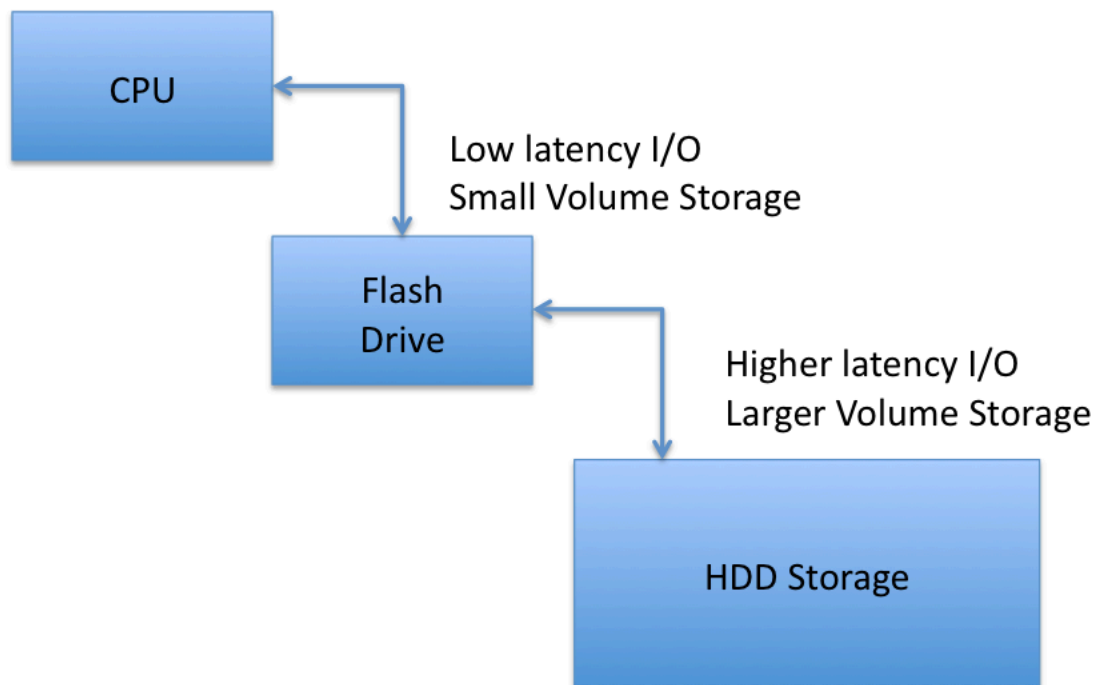 CPU
Low latency I/O
Small Volume Storage
Flash
Drive
Higher latency I/O
Larger Volume Storage
HDD Storage